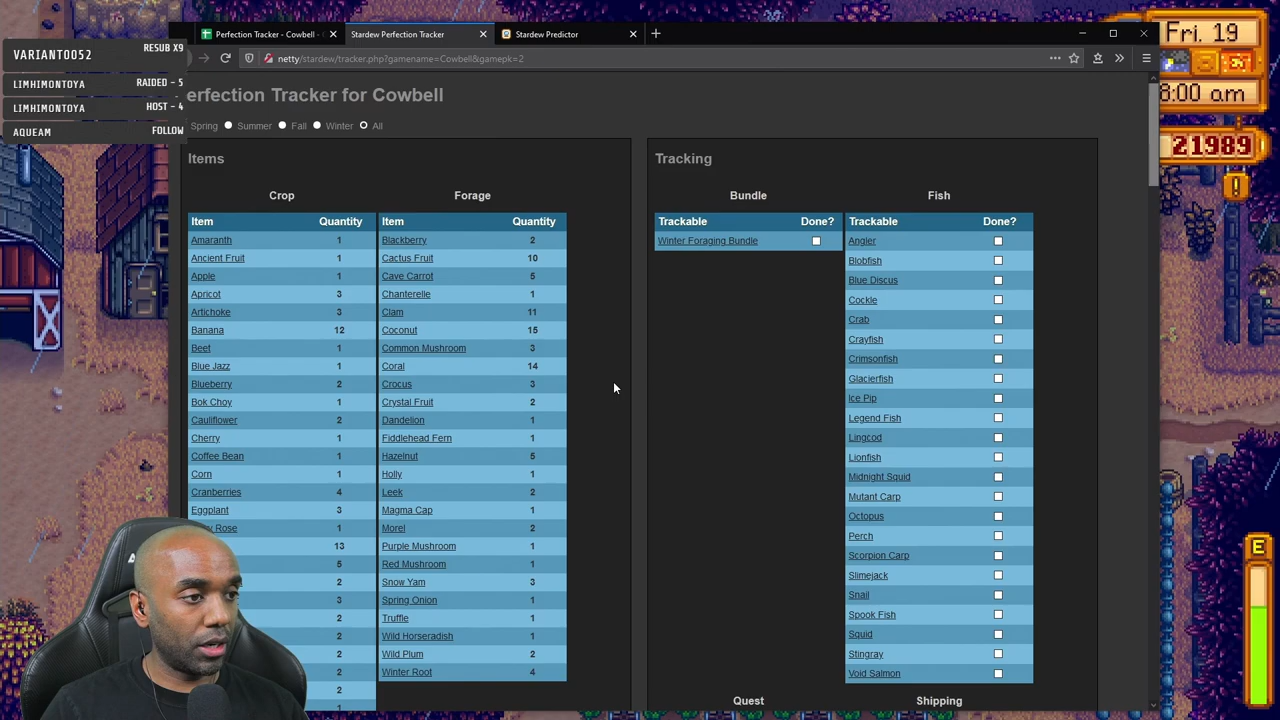 Perfection Tracker - Cowbell -
Stardew Perfection Tracker
Stardew Predictor
netty/stardew/tracker.php?gamename=Cowbell&gamepk=2
VARIANTOO52 RESUB X9
LIMHIMONTOYA RAIDED - 5
LIMHIMONTOYA HOST - 4
AQUEAM FOLLOW
Fri. 19
8:00 am
21989
erfection Tracker for Cowbell
Spring Summer Fall Winter All
Items
Crop
Item Quantity
Amaranth 1
Ancient Fruit 1
Apple 1
Apricot 3
Artichoke 3
Banana 12
Beet 1
Blue Jazz 1
Blueberry 2
Bok Choy 1
Cauliflower 2
Cherry 1
Coffee Bean 1
Corn 1
Cranberries 4
Eggplant 3
Rose 1
13
5
2
3
2
2
2
2
2
1
Forage
Item Quantity
Blackberry 2
Cactus Fruit 10
Cave Carrot 5
Chanterelle 1
Clam 11
Coconut 15
Common Mushroom 3
Coral 14
Crocus 3
Crystal Fruit 2
Dandelion 1
Fiddlehead Fern 1
Hazelnut 5
Holly 1
Leek 2
Magma Cap 1
Morel 2
Purple Mushroom 1
Red Mushroom 1
Snow Yam 3
Spring Onion 1
Truffle 1
Wild Horseradish 1
Wild Plum 2
Winter Root 4
Tracking
Bundle
Trackable Done?
Winter Foraging Bundle
Fish
Trackable Done?
Angler
Blobfish
Blue Discus
Cockle
Crab
Crayfish
Crimsonfish
Glacierfish
Ice Pip
Legend Fish
Lingcod
Lionfish
Midnight Squid
Mutant Carp
Octopus
Perch
Scorpion Carp
Slimejack
Snail
Spook Fish
Squid
Stingray
Void Salmon
Quest
Shipping
E